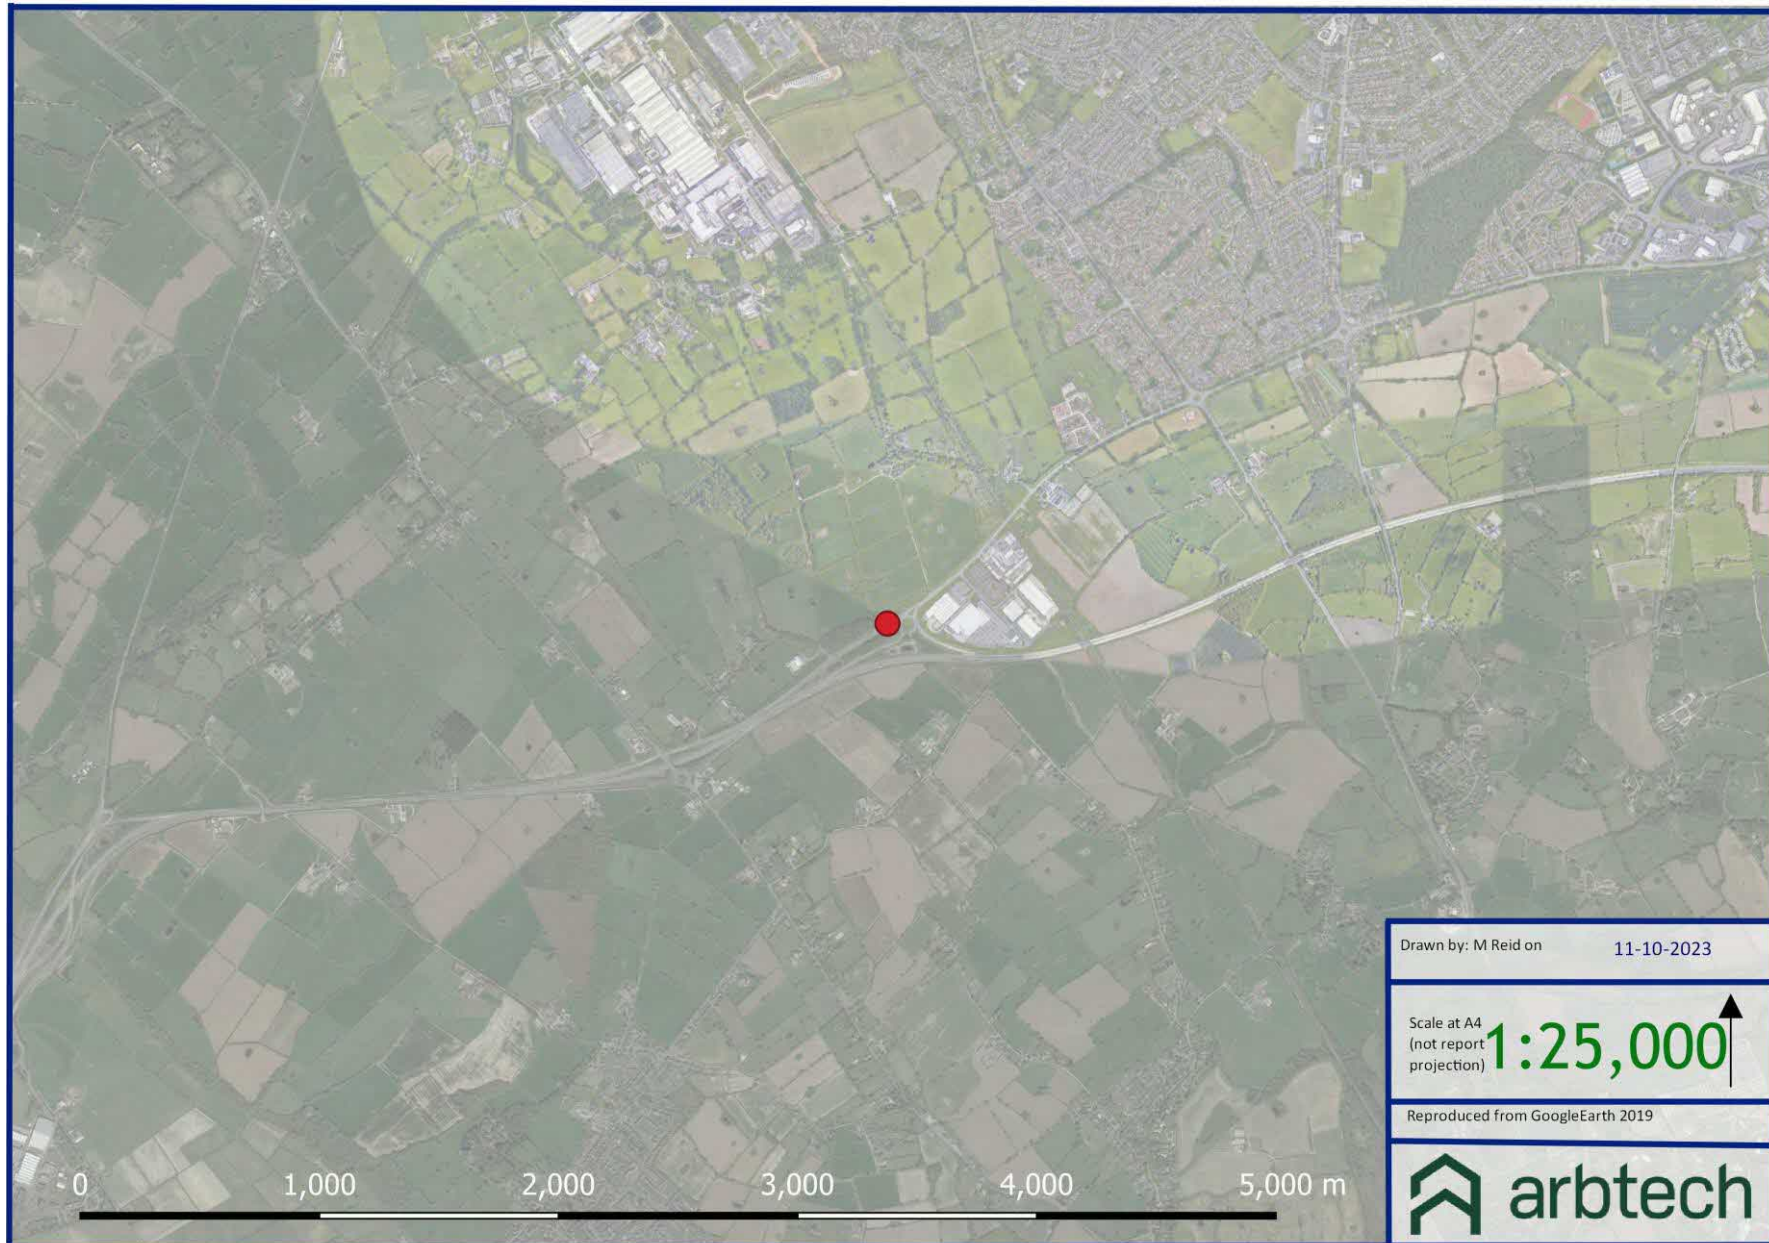 Drawn by: M Reid on 11-10-2023
Scale at A4
(not report
projection)
1:25,000
Reproduced from GoogleEarth 2019
arbtech
0 1,000 2,000 3,000 4,000 5,000 m